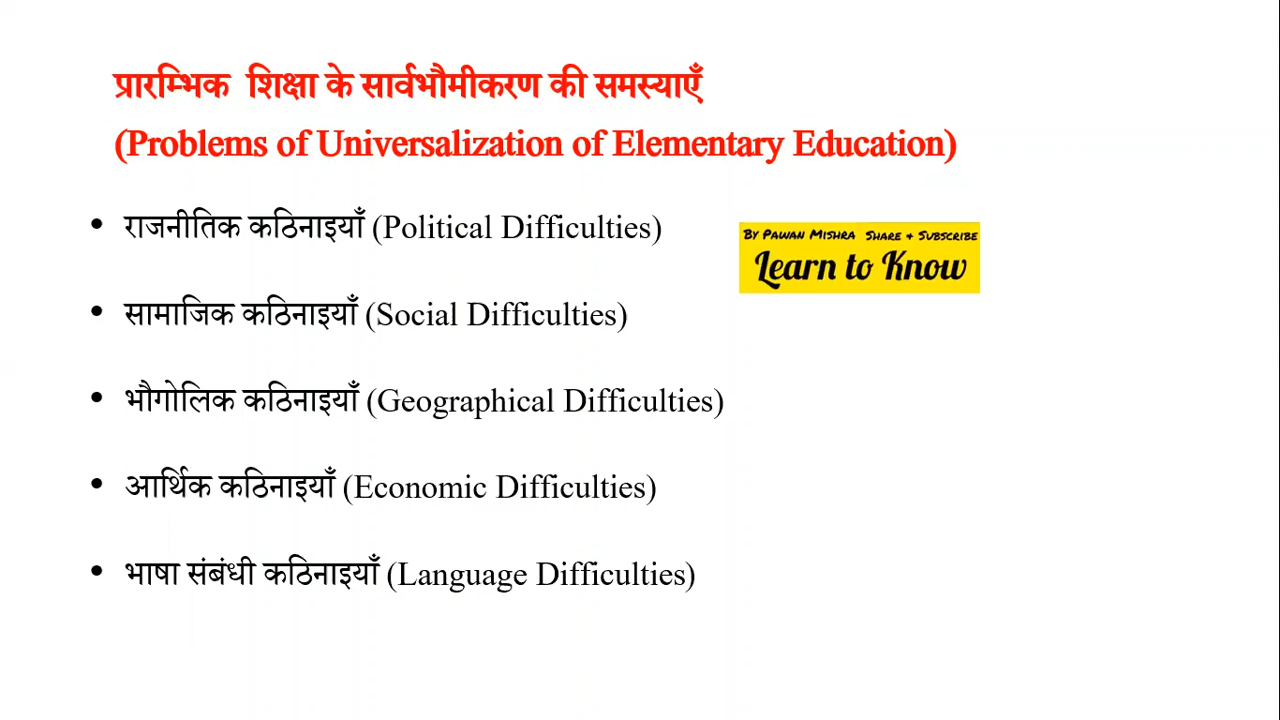 प्रारम्भिक शिक्षा के सार्वभौमीकरण की समस्याएँ
(Problems of Universalization of Elementary Education)
• राजनीतिक कठिनाइयाँ (Political Difficulties)
By Pawan Mishra Share & Subscribe
Learn to Know
• सामाजिक कठिनाइयाँ (Social Difficulties)
• भौगोलिक कठिनाइयाँ (Geographical Difficulties)
• आर्थिक कठिनाइयाँ (Economic Difficulties)
• भाषा संबंधी कठिनाइयाँ (Language Difficulties)